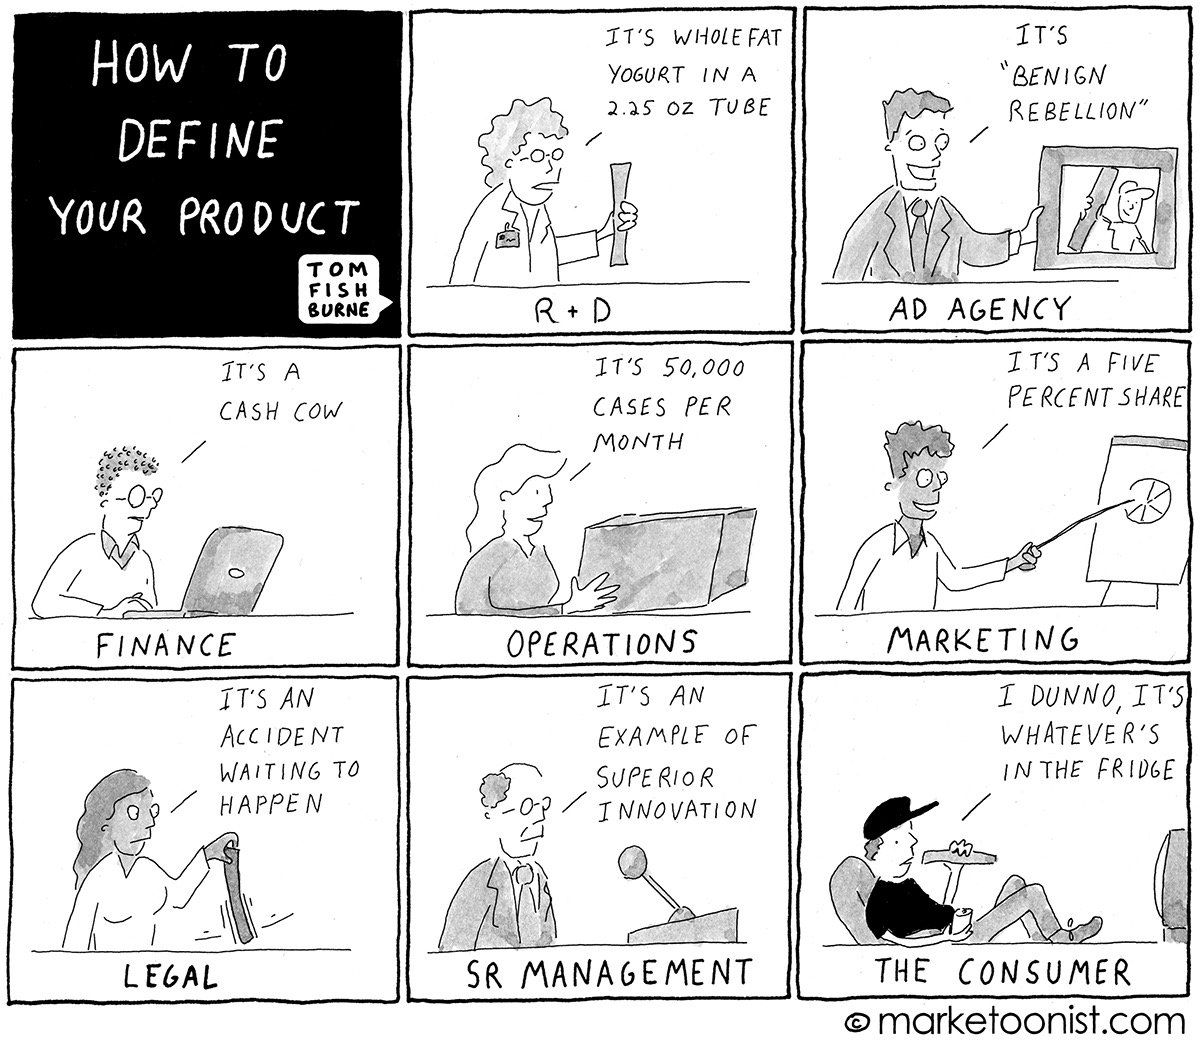 HOW TO
DEFINE
YOUR PRODUCT
TOM
FISH
BURNE
IT'S WHOLE FAT
YOGURT IN A
2.25 OZ TUBE
R + D
IT'S
"BENIGN
REBELLION"
AD AGENCY
IT'S A
CASH COW
FINANCE
IT'S 50,000
CASES PER
MONTH
OPERATIONS
IT'S A FIVE
PERCENT SHARE
MARKETING
IT'S AN
ACCIDENT
WAITING TO
HAPPEN
LEGAL
IT'S AN
EXAMPLE OF
SUPERIOR
INNOVATION
SR MANAGEMENT
I DUNNO, IT'S
WHATEVER'S
IN THE FRIDGE
THE CONSUMER
© marketoonist.com